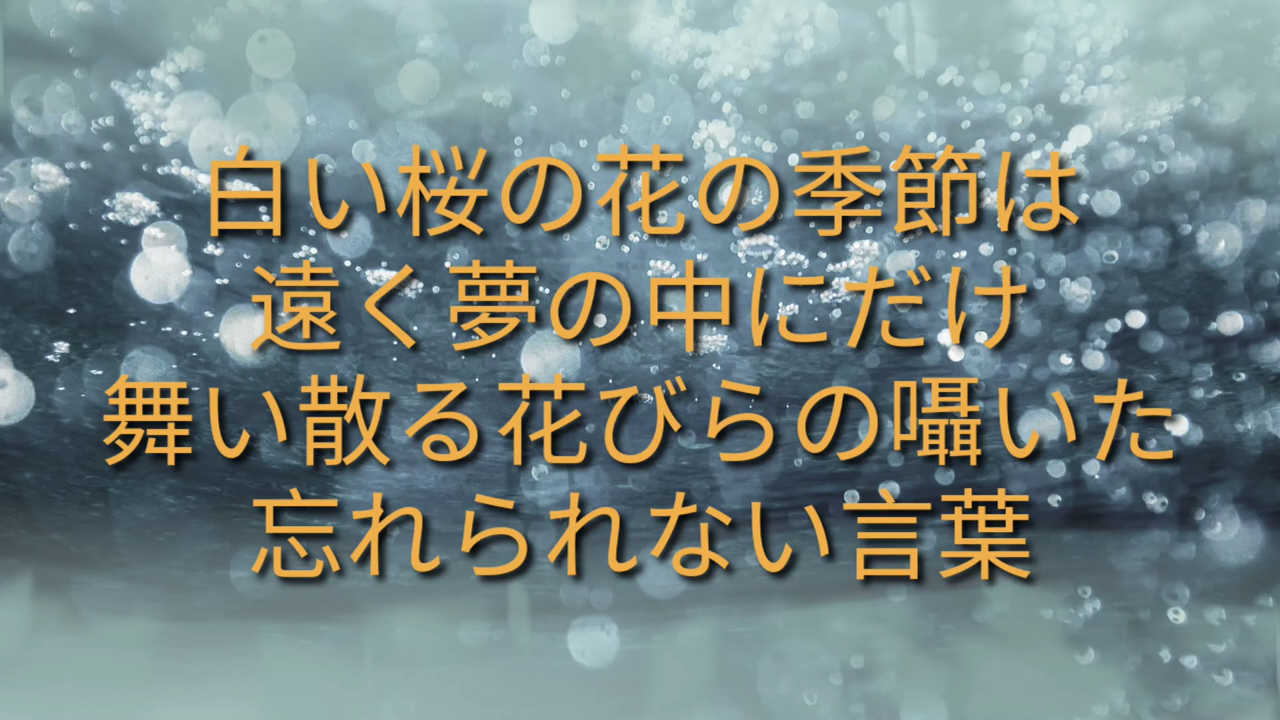 白い桜の花の季節は
遠く夢の中にだけ
舞い散る花びらの囁いた
忘れられない言葉